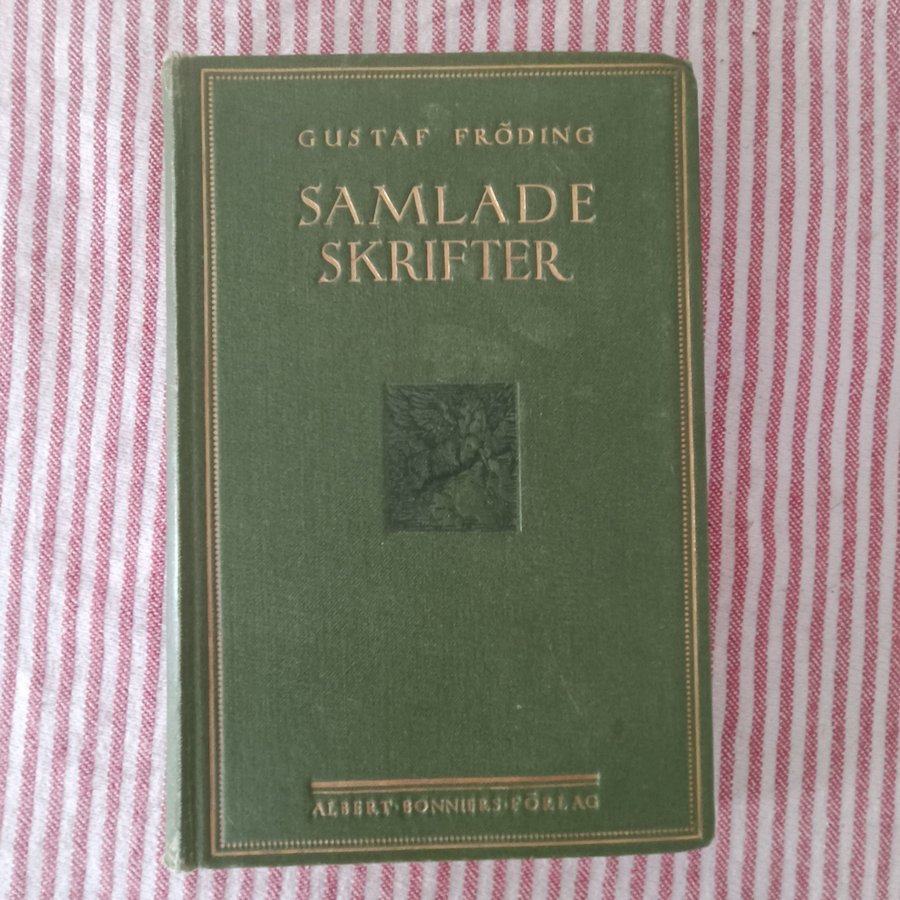 GUSTAF FRÖDING
SAMLADE
SKRIFTER
ALBERT·BONNIERS·FÖRLAG